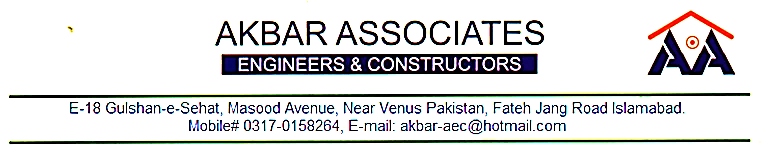 AKBAR ASSOCIATES
ENGINEERS & CONSTRUCTORS
E-18 Gulshan-e-Sehat, Masood Avenue, Near Venus Pakistan, Fateh Jang Road Islamabad.
Mobile# 0317-0158264, E-mail: akbar-aec@hotmail.com